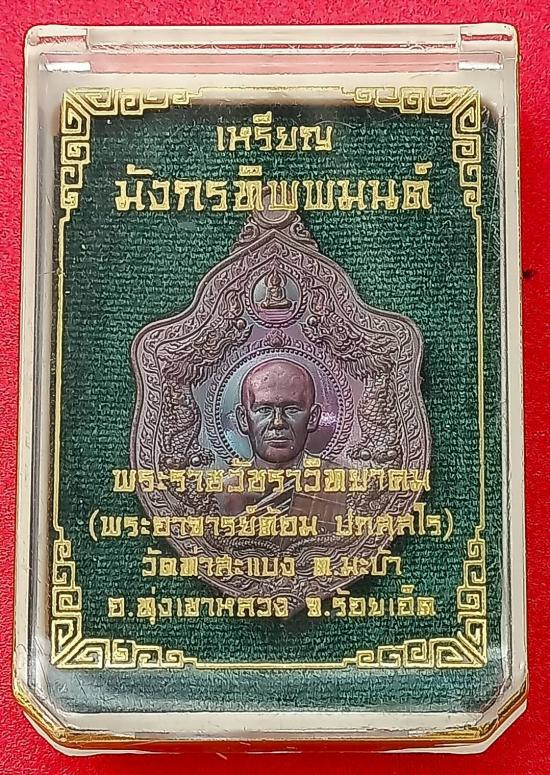 เหรียญ
มังกรทิพพมนต์
พระราชวัชราวิทยาคม
(พระอาจารย์ต้อม ปภสฺสโร)
วัดท่าสะแบง ต.มะบ้า
อ.ทุ่งเขาหลวง จ.ร้อยเอ็ด